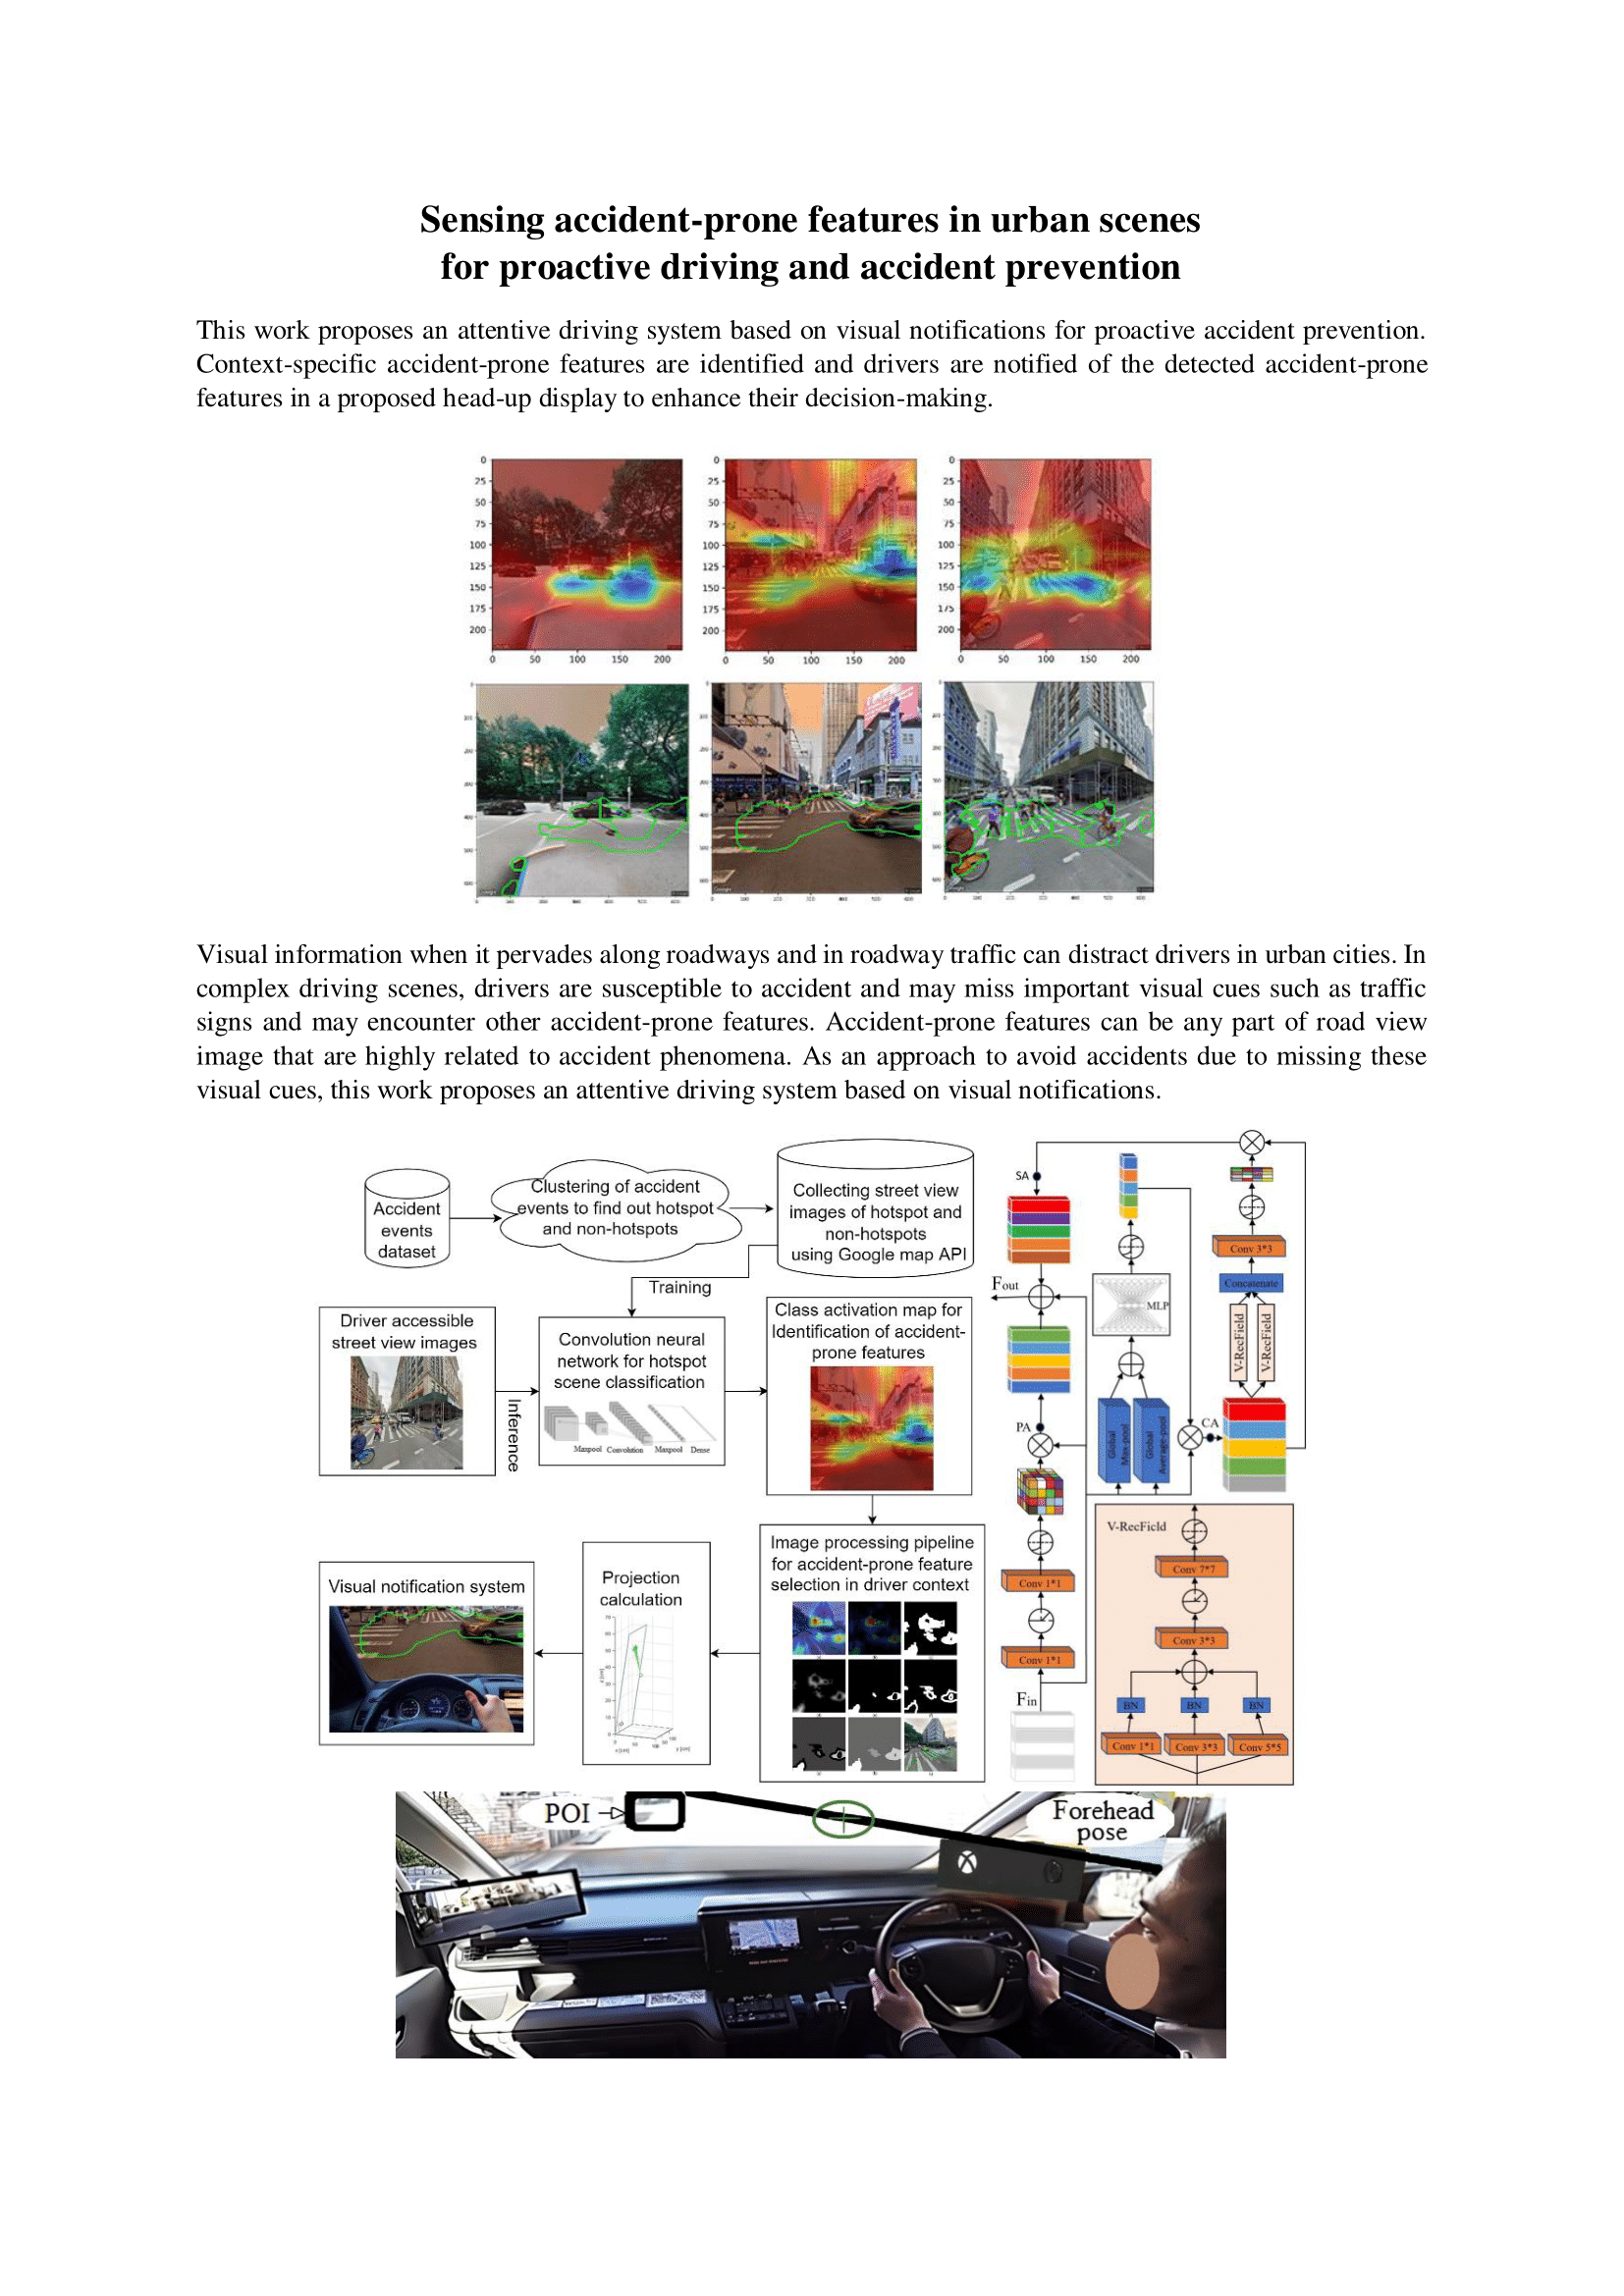 Sensing accident-prone features in urban scenes
for proactive driving and accident prevention
This work proposes an attentive driving system based on visual notifications for proactive accident prevention.
Context-specific accident-prone features are identified and drivers are notified of the detected accident-prone
features in a proposed head-up display to enhance their decision-making.
0
25
50
75
100
125
150
175
200
0 50 100 150 200
0
25
50
75
100
125
150
175
200
0 50 100 150 200
0
25
50
75
100
125
150
175
200
0 50 100 150 200
Visual information when it pervades along roadways and in roadway traffic can distract drivers in urban cities. In
complex driving scenes, drivers are susceptible to accident and may miss important visual cues such as traffic
signs and may encounter other accident-prone features. Accident-prone features can be any part of road view
image that are highly related to accident phenomena. As an approach to avoid accidents due to missing these
visual cues, this work proposes an attentive driving system based on visual notifications.
Accident
events
dataset
Clustering of accident
events to find out hotspot
and non-hotspots
Collecting street view
images of hotspot and
non-hotspots
using Google map API
Training
Driver accessible
street view images
Inference
Convolution neural
network for hotspot
scene classification
Maxpool Convolution Maxpool Dense
Class activation map for
Identification of accident-
prone features
Image processing pipeline
for accident-prone feature
selection in driver context
Projection
calculation
Visual notification system
SA
Fout
PA
Conv 1*1
Conv 1*1
Fin
MLP
Global
Max-pool
Global
Average-pool
CA
Conv 3*3
Concatenate
V-RecField
V-RecField
V-RecField
Conv 7*7
Conv 3*3
BN
BN
BN
Conv 1*1
Conv 3*3
Conv 5*5
POI
Forehead
pose